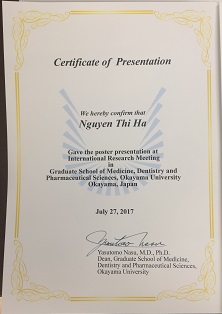 Certificate of Presentation
We hereby confirm that
Nguyen Thi Ha
Gave the poster presentation at
International Research Meeting
in
Graduate School of Medicine, Dentistry and
Pharmaceutical Sciences, Okayama University
Okayama, Japan
July 27, 2017
Yasutomo Nasu
Yasutomo Nasu, M.D., Ph.D.
Dean, Graduate School of Medicine,
Dentistry and Pharmaceutical Sciences,
Okayama University